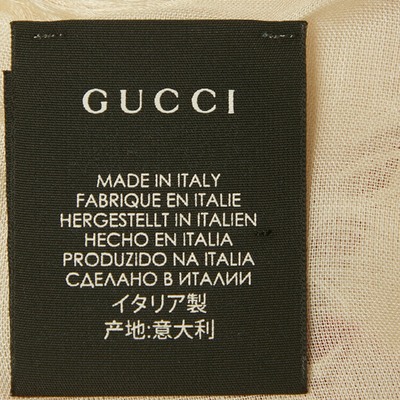 GUCCI
MADE IN ITALY
FABRIQUE EN ITALIE
HERGESTELLT IN ITALIEN
HECHO EN ITALIA
PRODUZIDO NA ITALIA
СДЕЛАНО В ИТАЛИИ
イタリア製
产地:意大利